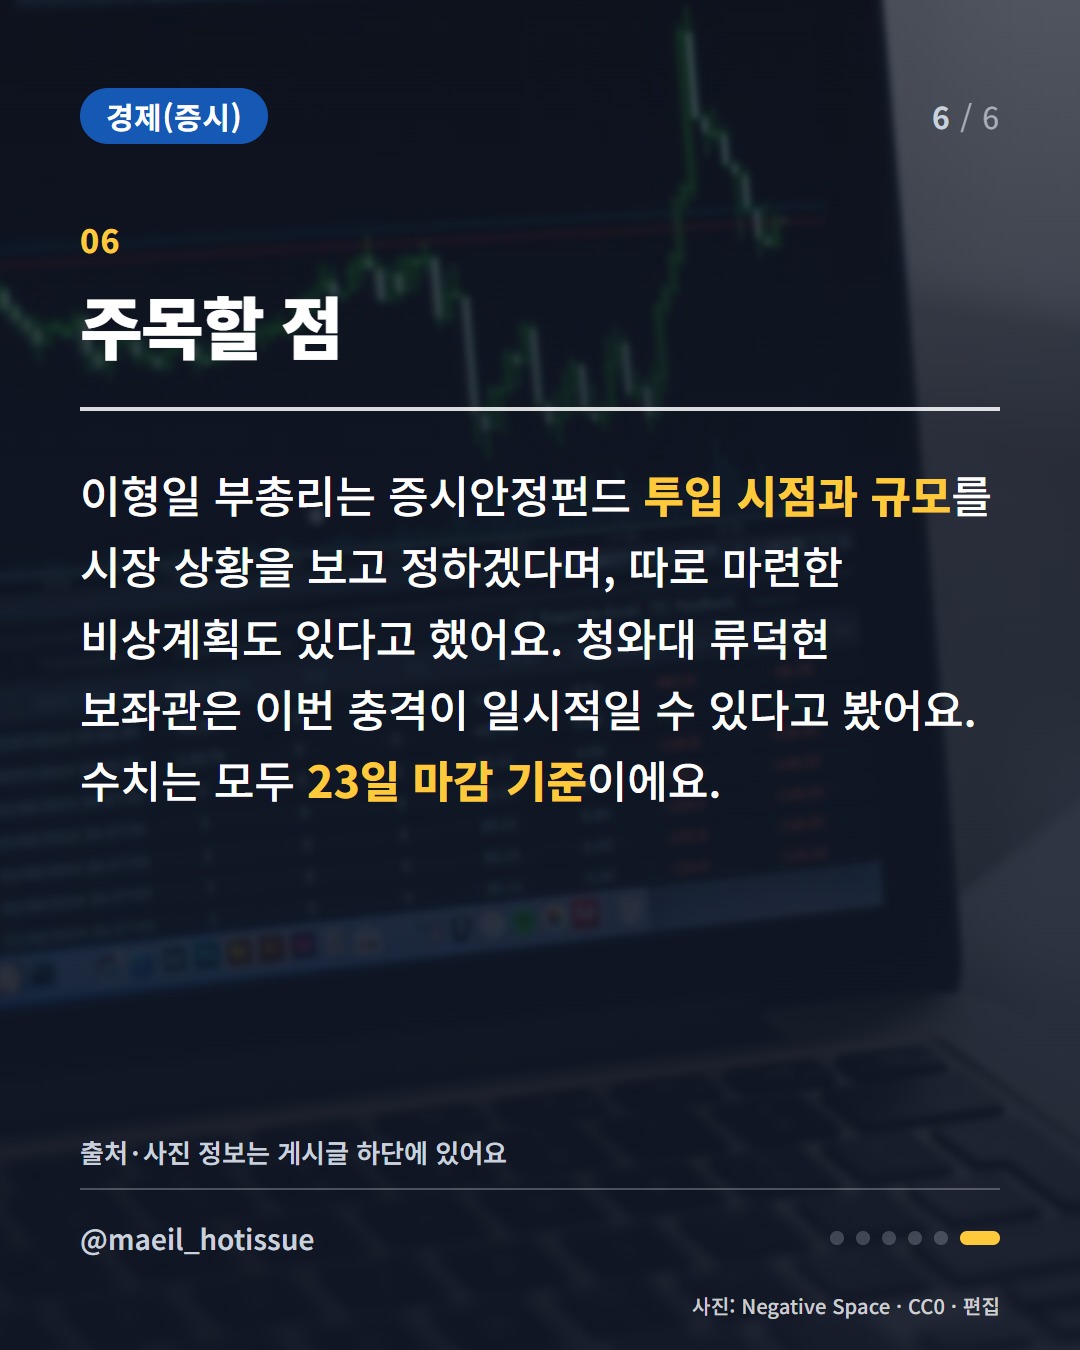 경제(증시)
6 / 6
06
주목할 점
이형일 부총리는 증시안정펀드 투입 시점과 규모를
시장 상황을 보고 정하겠다며, 따로 마련한
비상계획도 있다고 했어요. 청와대 류덕현
보좌관은 이번 충격이 일시적일 수 있다고 봤어요.
수치는 모두 23일 마감 기준이에요.
출처·사진 정보는 게시글 하단에 있어요
@maeil_hotissue
사진: Negative Space · CC0 · 편집